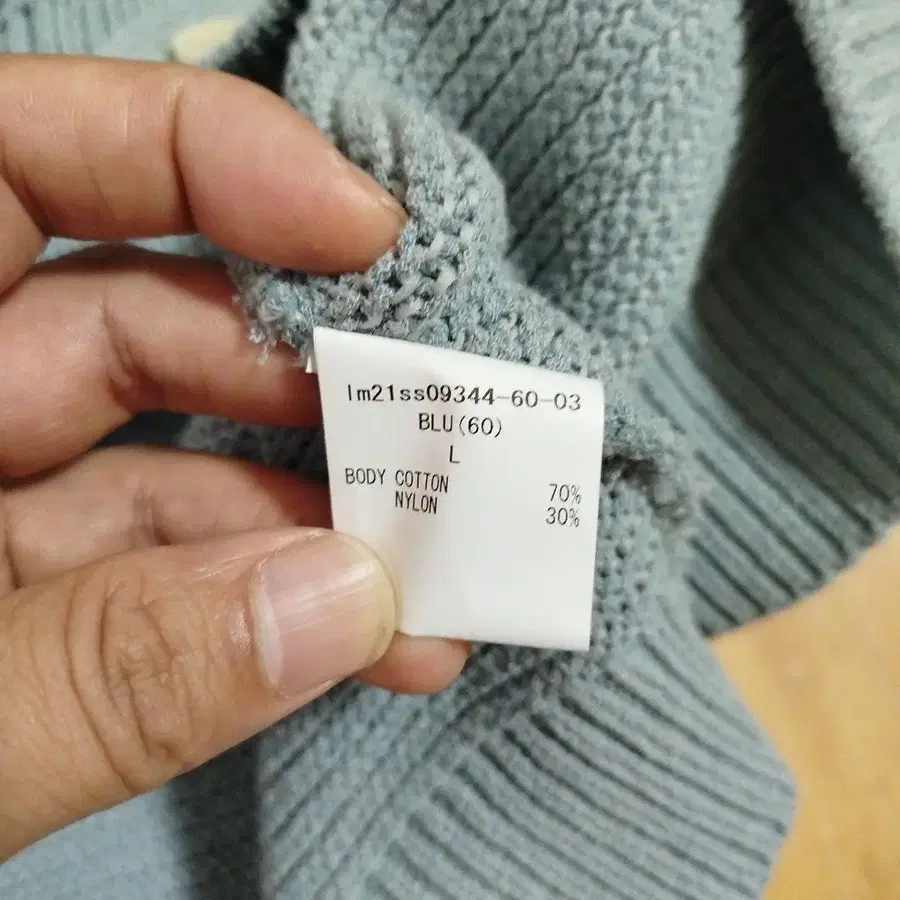 lm21ss09344-60-03
BLU(60)
L
BODY COTTON 70%
NYLON 30%